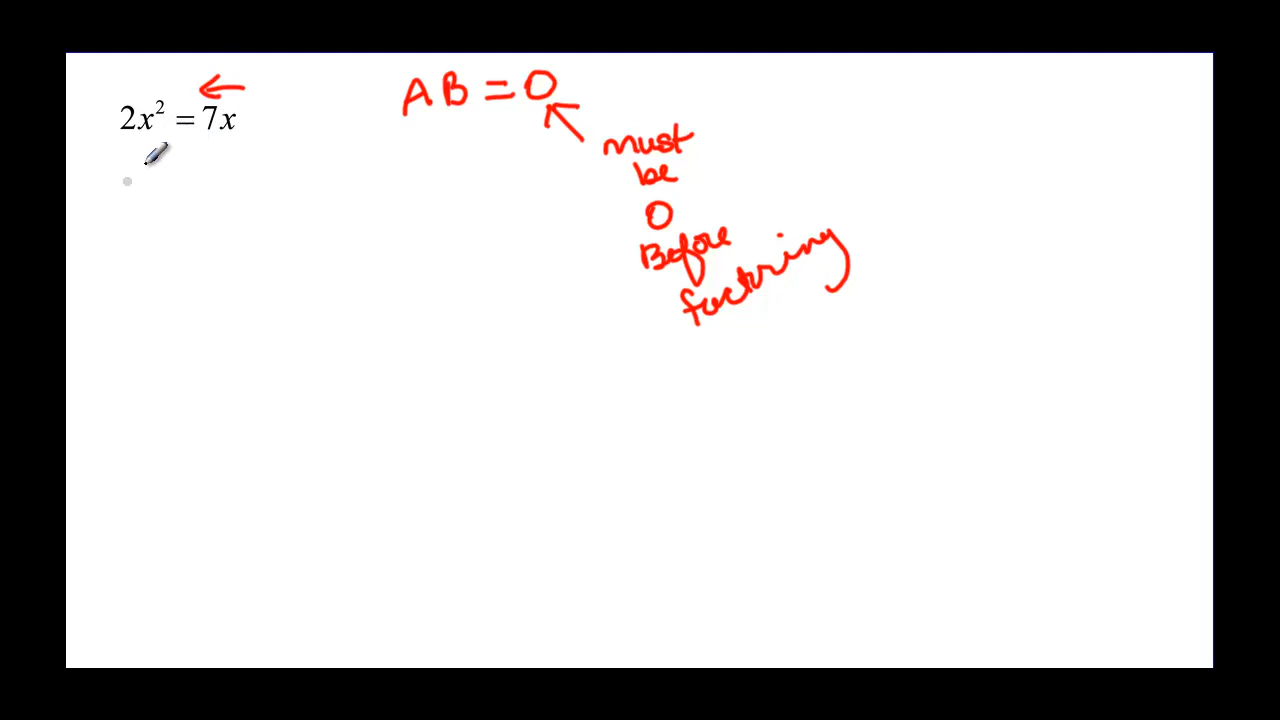 2x² = 7x
←
AB = 0
must
be
0
Before
factoring